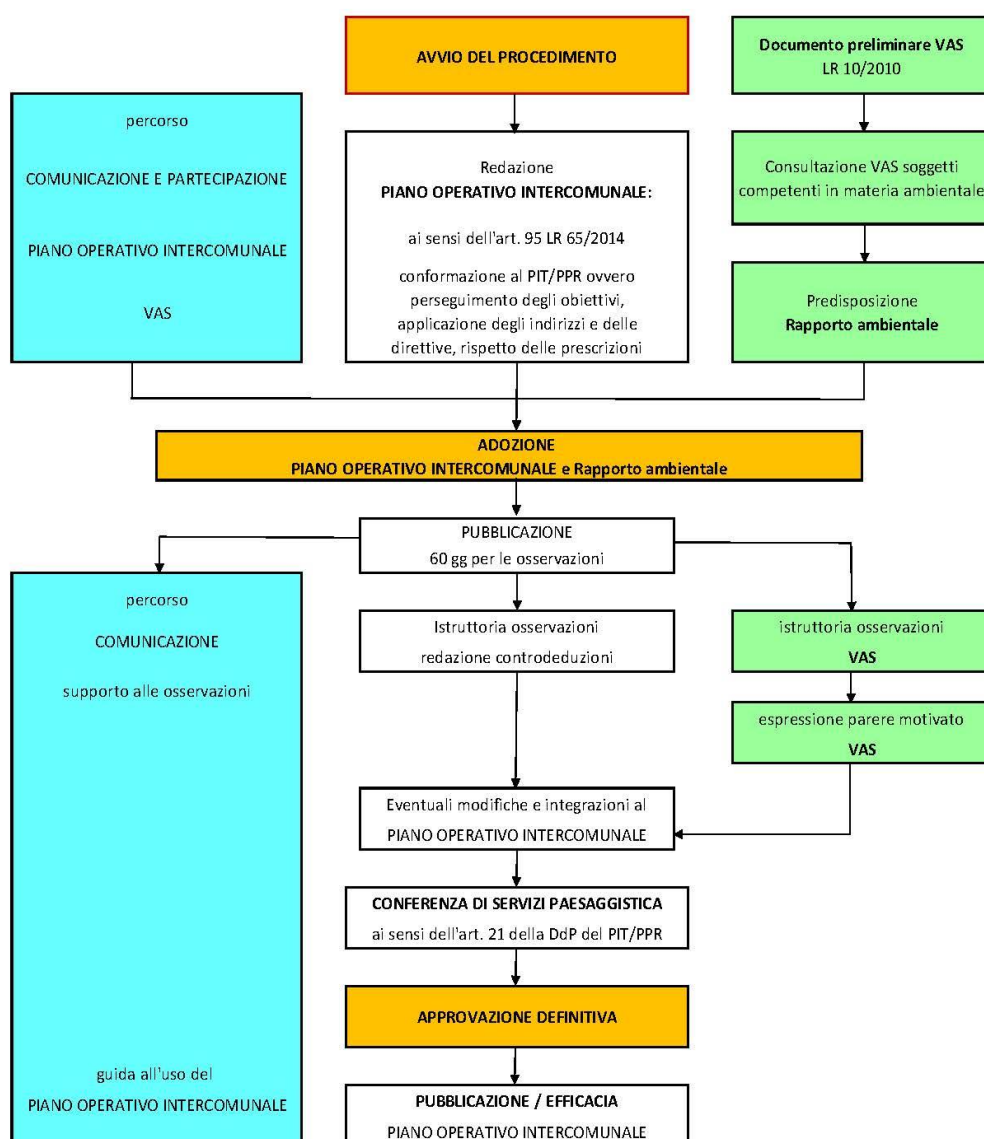 AVVIO DEL PROCEDIMENTO
Documento preliminare VAS
LR 10/2010
percorso
COMUNICAZIONE E PARTECIPAZIONE
PIANO OPERATIVO INTERCOMUNALE
VAS
Redazione
PIANO OPERATIVO INTERCOMUNALE:
ai sensi dell'art. 95 LR 65/2014
conformazione al PIT/PPR ovvero
perseguimento degli obiettivi,
applicazione degli indirizzi e delle
direttive, rispetto delle prescrizioni
Consultazione VAS soggetti
competenti in materia ambientale
Predisposizione
Rapporto ambientale
ADOZIONE
PIANO OPERATIVO INTERCOMUNALE e Rapporto ambientale
PUBBLICAZIONE
60 gg per le osservazioni
percorso
COMUNICAZIONE
supporto alle osservazioni
guida all'uso del
PIANO OPERATIVO INTERCOMUNALE
Istruttoria osservazioni
redazione controdeduzioni
istruttoria osservazioni
VAS
espressione parere motivato
VAS
Eventuali modifiche e integrazioni al
PIANO OPERATIVO INTERCOMUNALE
CONFERENZA DI SERVIZI PAESAGGISTICA
ai sensi dell'art. 21 della DdP del PIT/PPR
APPROVAZIONE DEFINITIVA
PUBBLICAZIONE / EFFICACIA
PIANO OPERATIVO INTERCOMUNALE